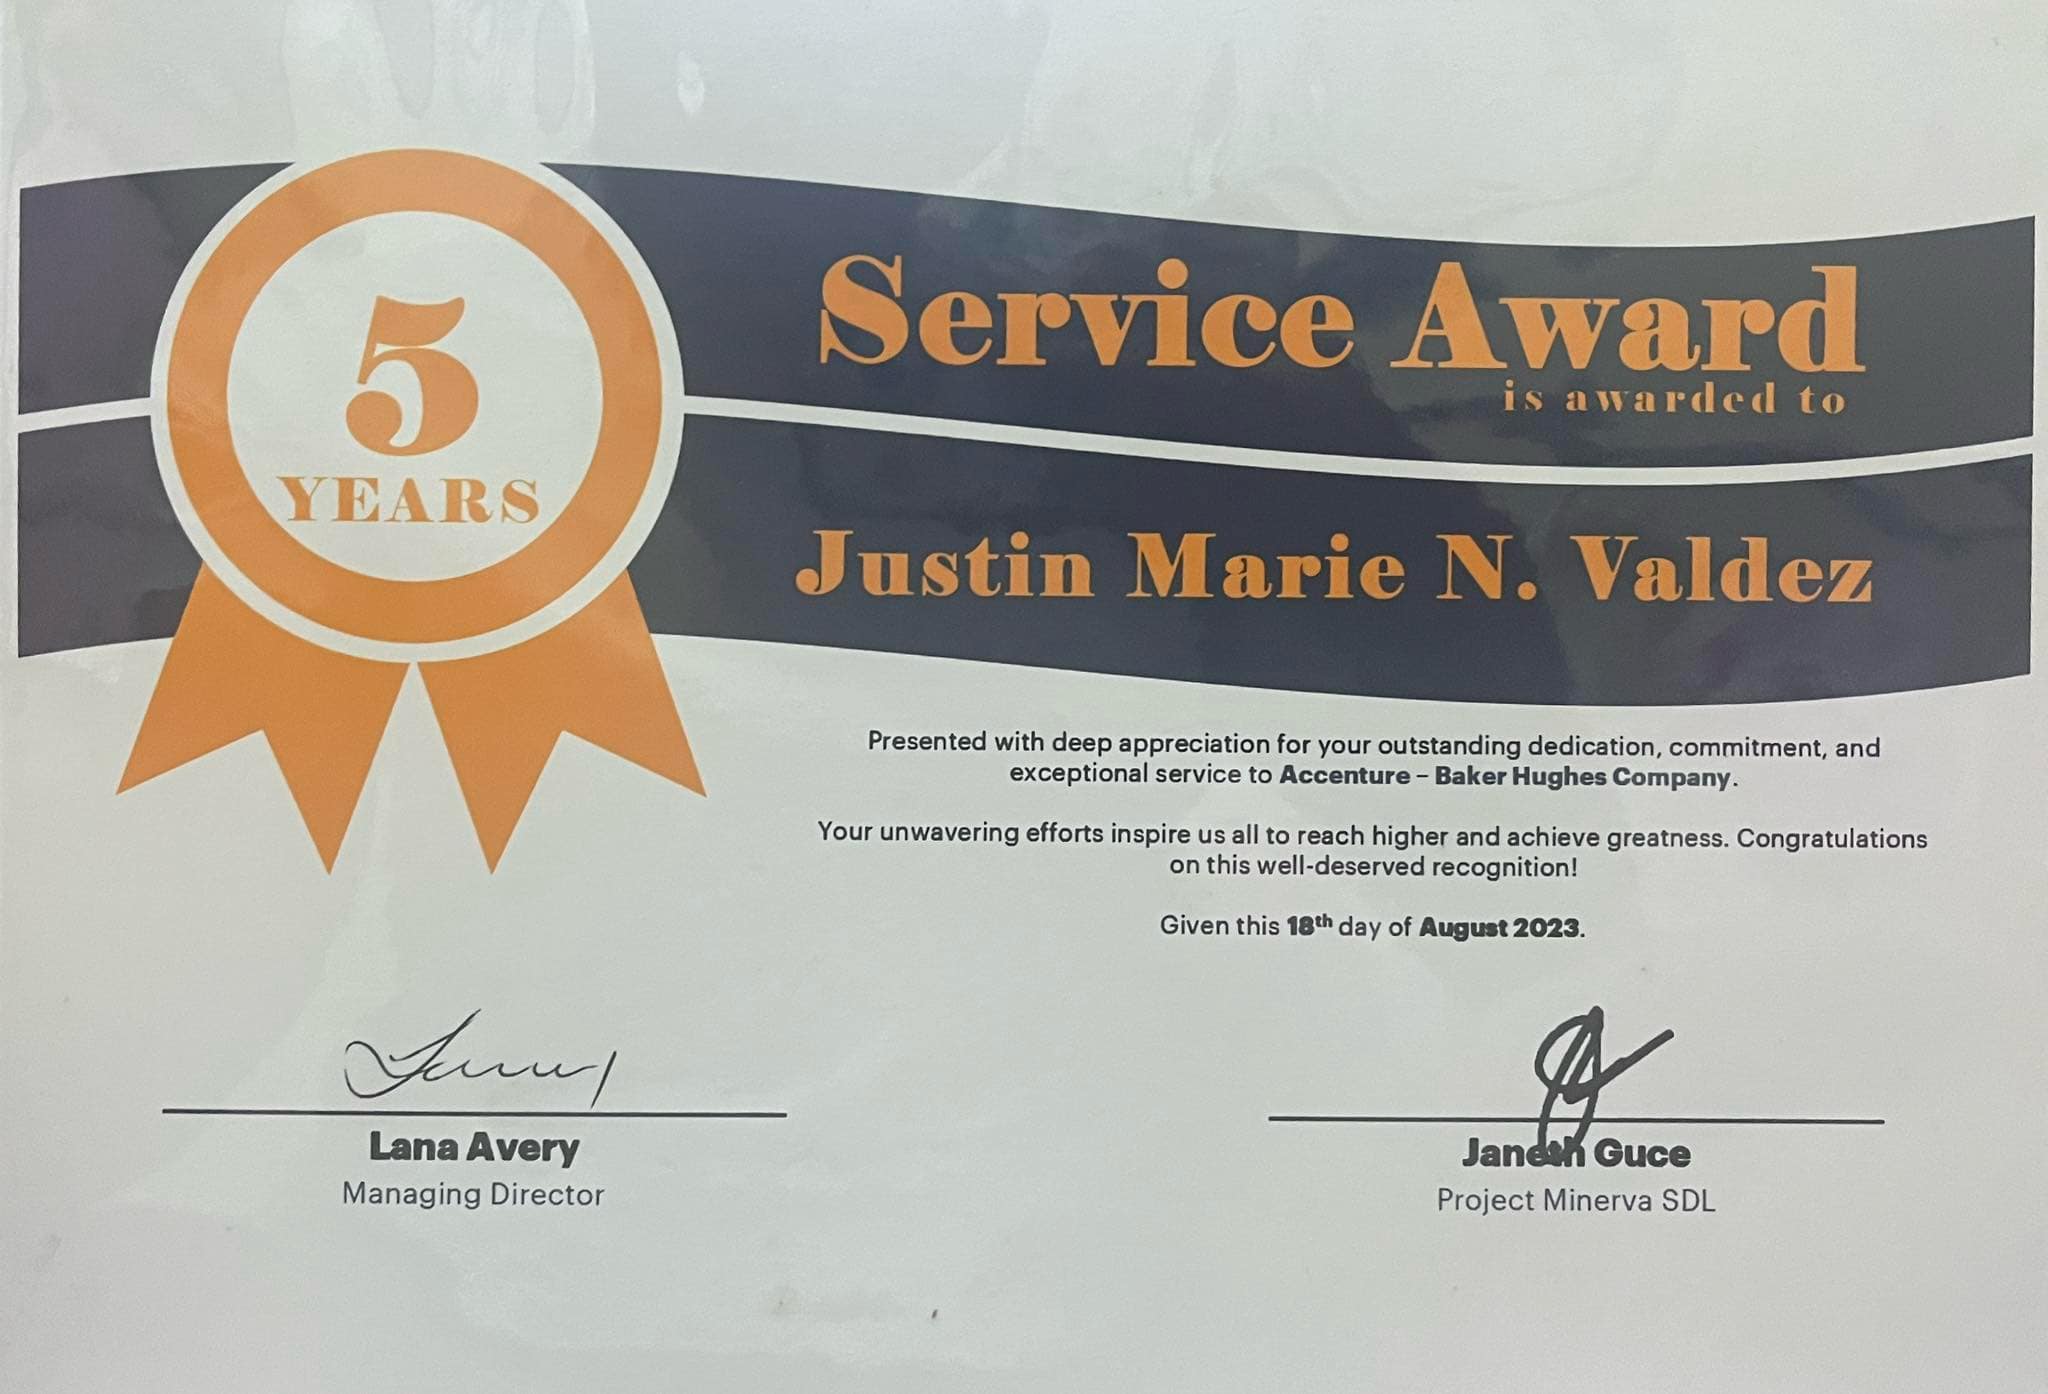 5
YEARS
Service Award
is awarded to
Justin Marie N. Valdez
Presented with deep appreciation for your outstanding dedication, commitment, and
exceptional service to Accenture – Baker Hughes Company.
Your unwavering efforts inspire us all to reach higher and achieve greatness. Congratulations
on this well-deserved recognition!
Given this 18th day of August 2023.
Lana Avery
Managing Director
Janeth Guce
Project Minerva SDL